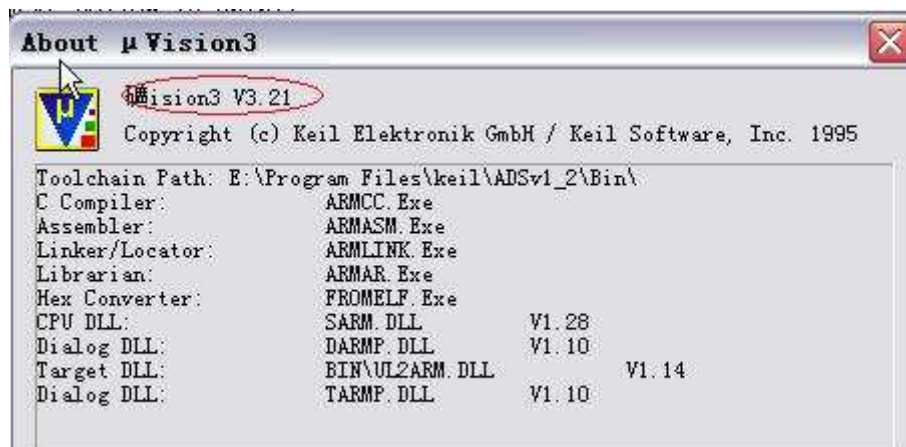 About μVision3
礦ision3 V3.21
Copyright (c) Keil Elektronik GmbH / Keil Software, Inc. 1995
Toolchain Path: E:\Program Files\keil\ADSv1_2\Bin\
C Compiler: ARMCC.Exe
Assembler: ARMASM.Exe
Linker/Locator: ARMLINK.Exe
Librarian: ARMAR.Exe
Hex Converter: FROMELF.Exe
CPU DLL: SARM.DLL V1.28
Dialog DLL: DARMP.DLL V1.10
Target DLL: BIN\UL2ARM.DLL V1.14
Dialog DLL: TARMP.DLL V1.10